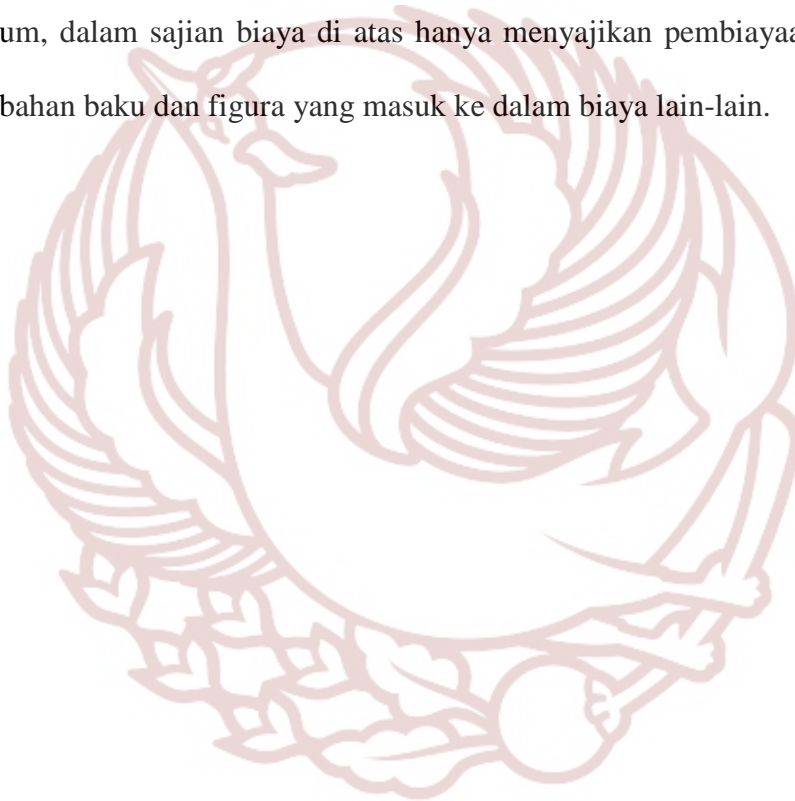 um, dalam sajian biaya di atas hanya menyajikan pembiayaa
bahan baku dan figura yang masuk ke dalam biaya lain-lain.